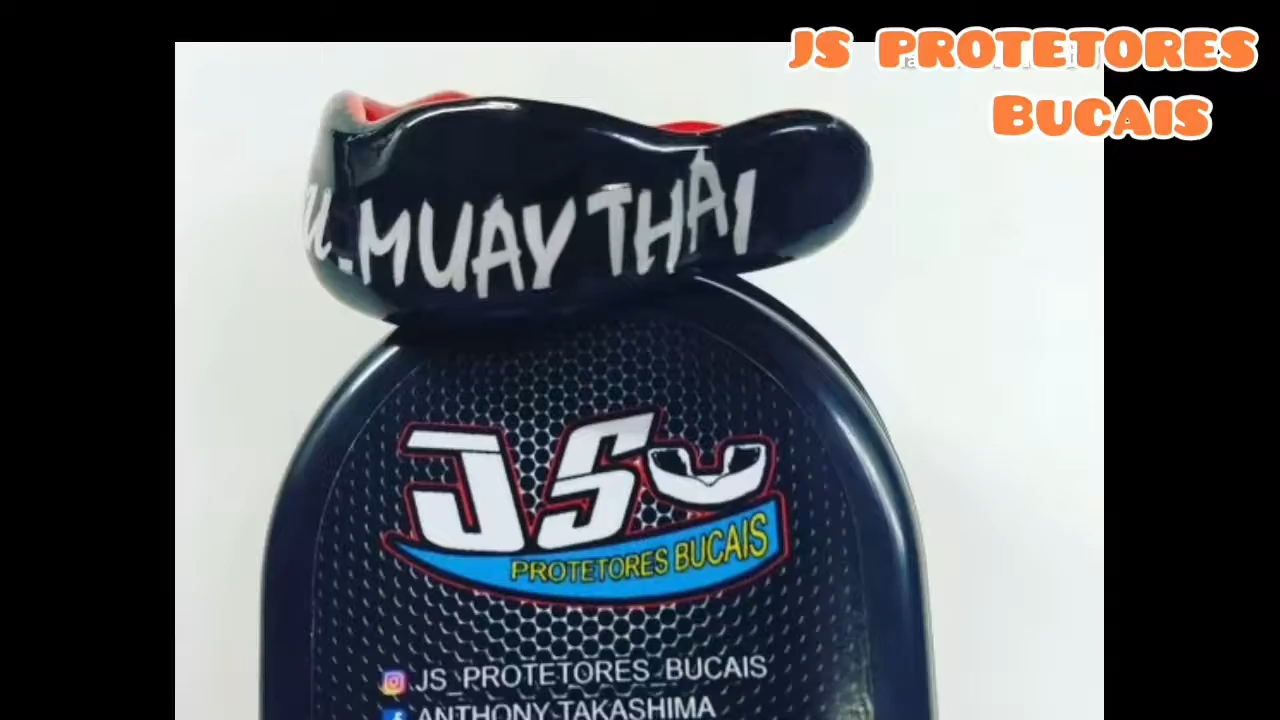 JS PROTETORES
BUCAIS
MUAY THAI
JS
PROTETORES BUCAIS
JS_PROTETORES_BUCAIS
ANTHONY TAKASHIMA